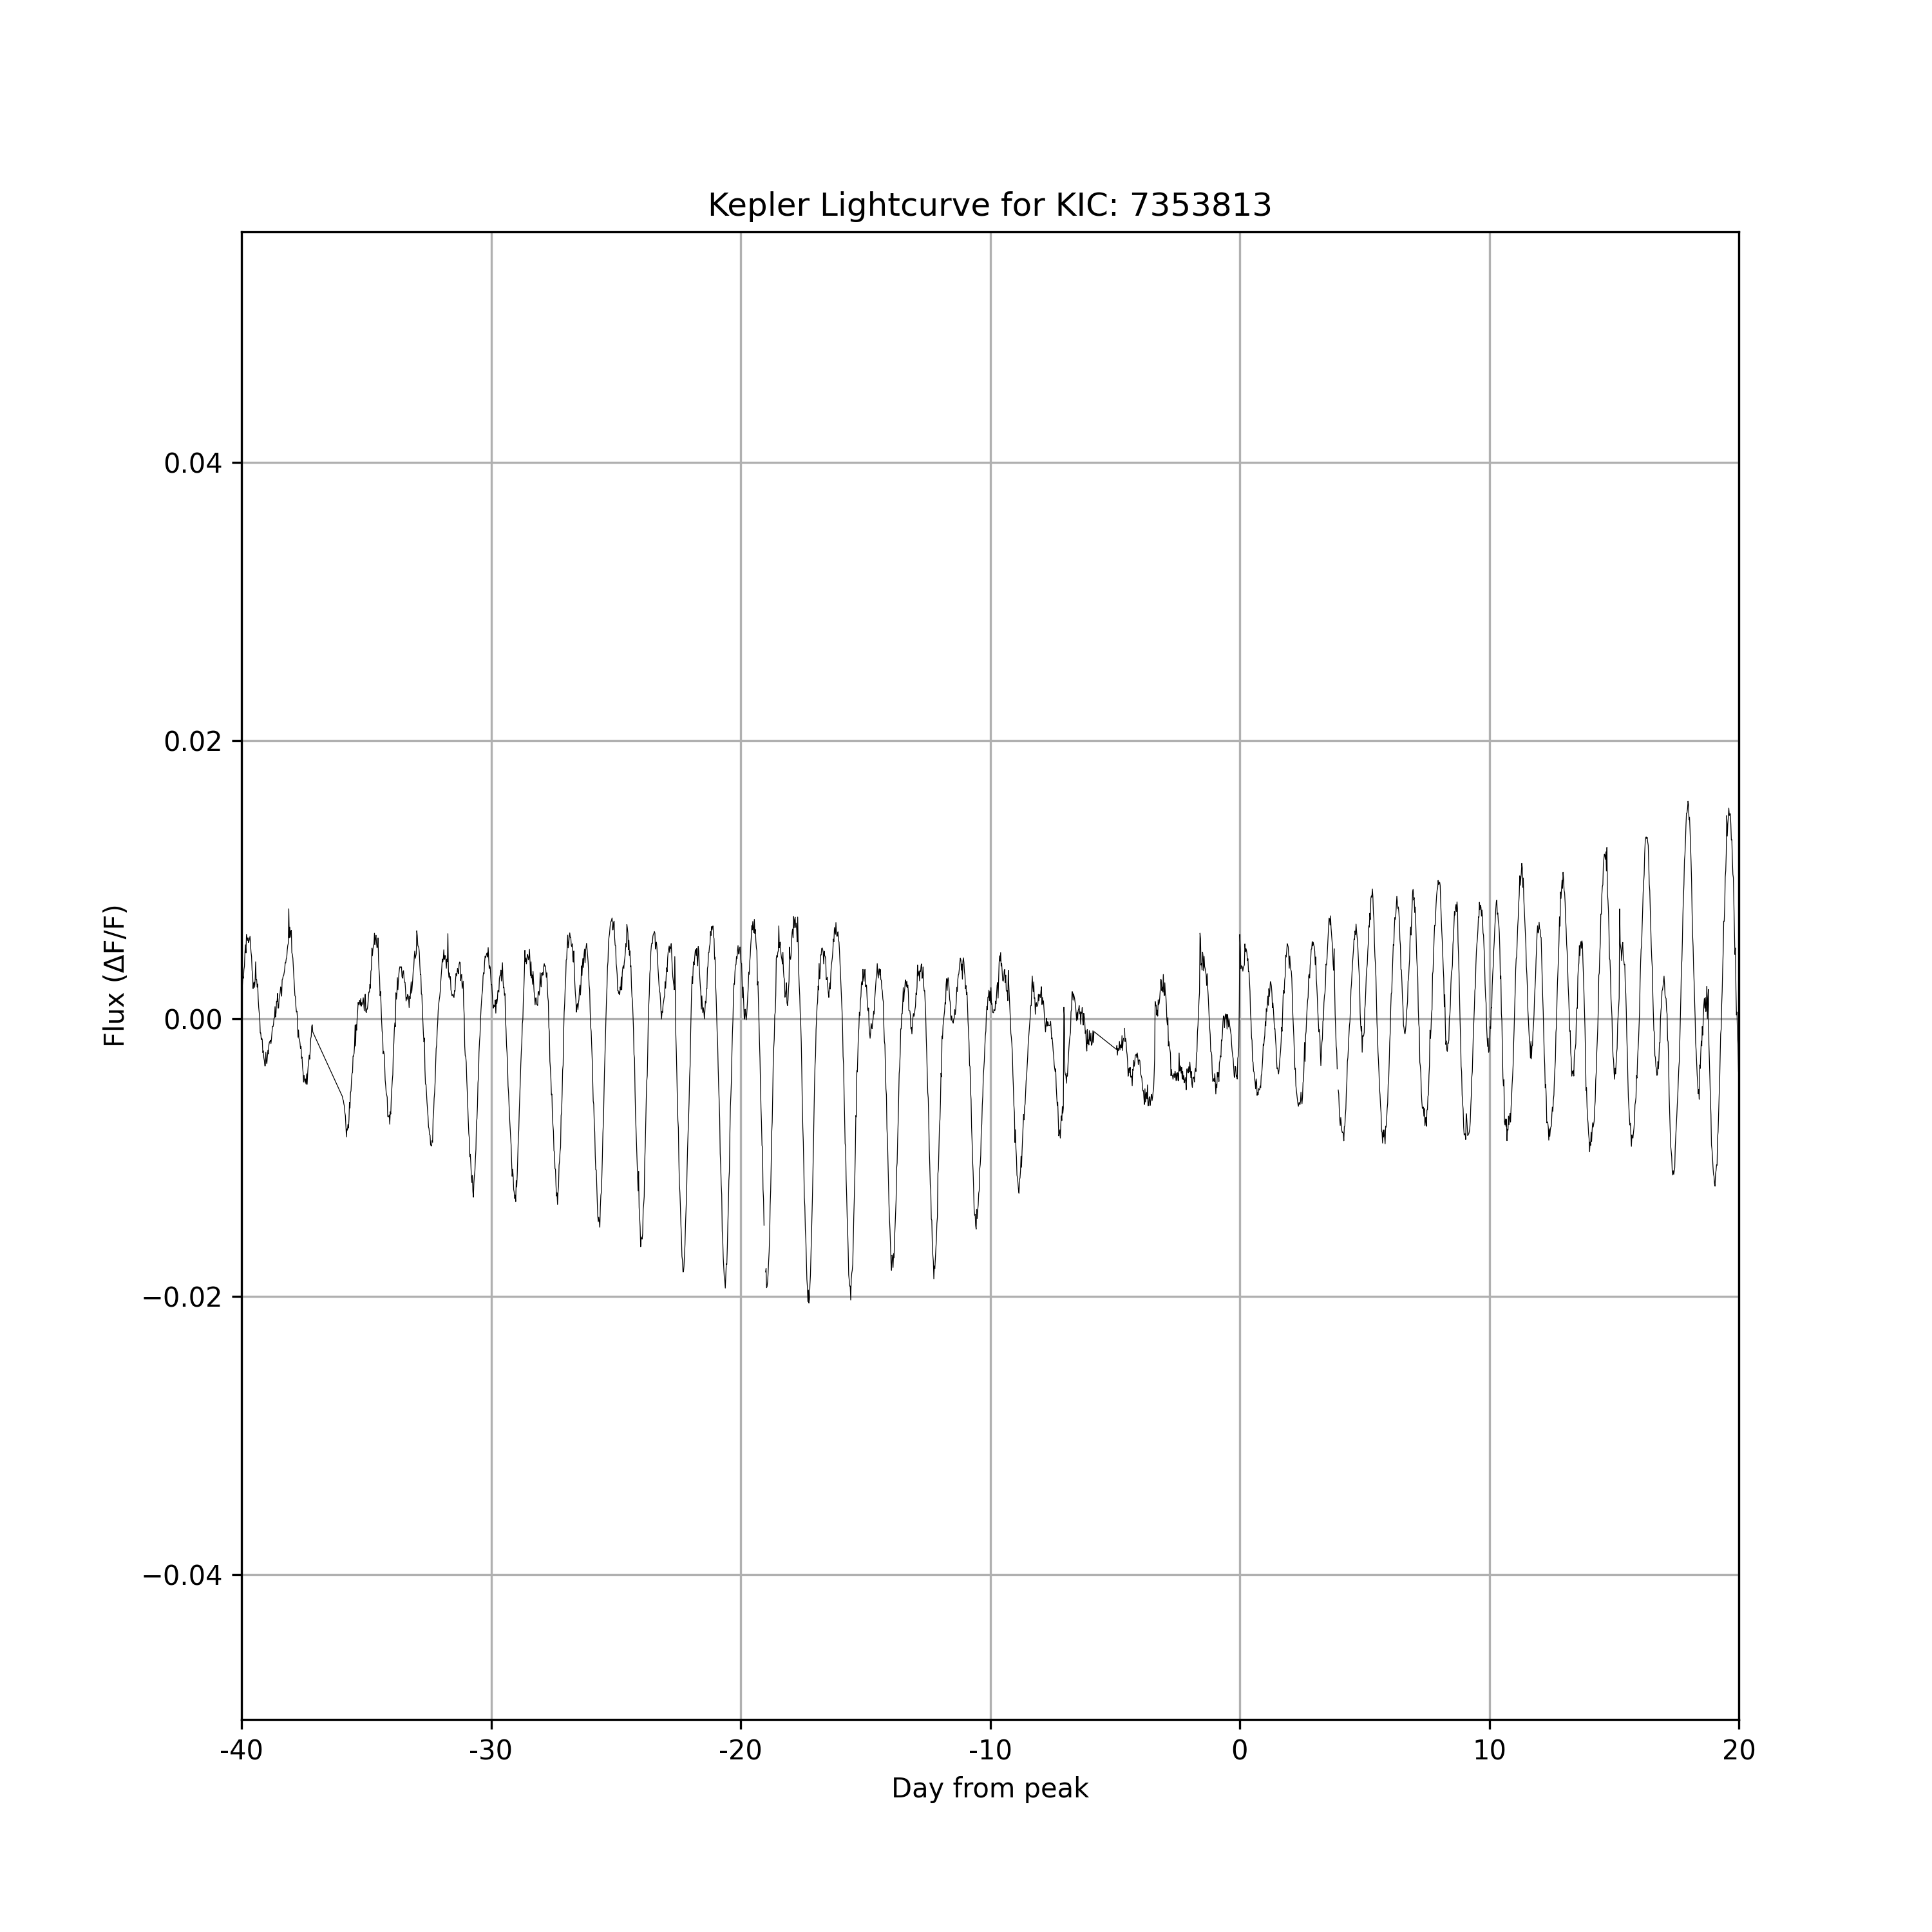 Kepler Lightcurve for KIC: 7353813
Flux (ΔF/F)
0.04
0.02
0.00
−0.02
−0.04
-40 -30 -20 -10 0 10 20
Day from peak